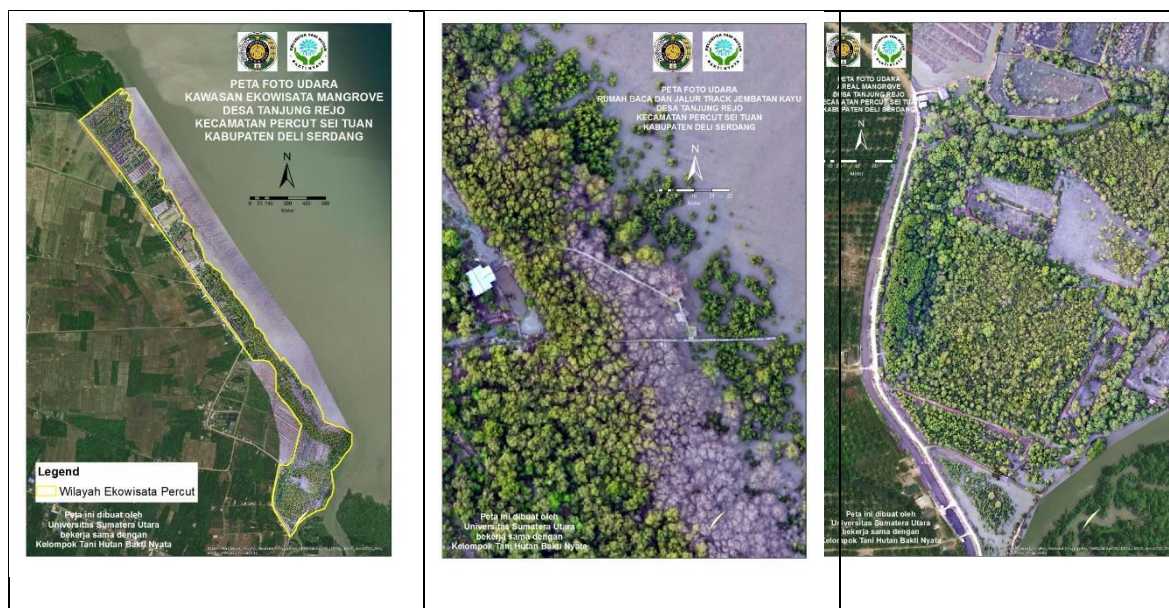 PETA FOTO UDARA
KAWASAN EKOWISATA MANGROVE
DESA TANJUNG REJO
KECAMATAN PERCUT SEI TUAN
KABUPATEN DELI SERDANG
N
Meter
Legend
Wilayah Ekowisata Percut
Peta ini dibuat oleh
Universitas Sumatera Utara
bekerja sama dengan
Kelompok Tani Hutan Bakti Nyata
PETA FOTO UDARA
RUMAH BACA DAN JALUR TRACK JEMBATAN KAYU
DESA TANJUNG REJO
KECAMATAN PERCUT SEI TUAN
KABUPATEN DELI SERDANG
N
Meter
Peta ini dibuat oleh
Universitas Sumatera Utara
bekerja sama dengan
Kelompok Tani Hutan Bakti Nyata
PETA FOTO UDARA
AREAL MANGROVE
DESA TANJUNG REJO
ECAMATAN PERCUT SEI TUAN
KABUPATEN DELI SERDANG
N
Meter
Peta ini dibuat oleh
Universitas Sumatera Utara
bekerja sama dengan
Kelompok Tani Hutan Bakti Nyata